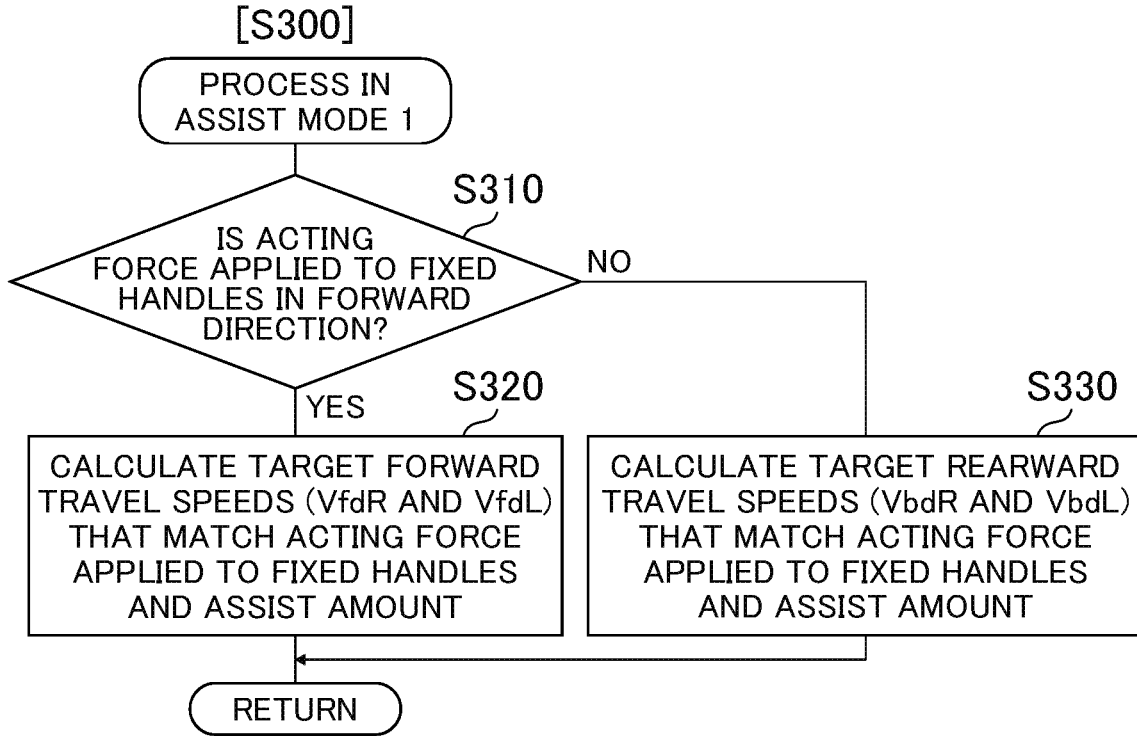 [S300]
PROCESS IN
ASSIST MODE 1
S310
IS ACTING
FORCE APPLIED TO FIXED
HANDLES IN FORWARD
DIRECTION?
NO
YES
S320
CALCULATE TARGET FORWARD
TRAVEL SPEEDS (VfdR AND VfdL)
THAT MATCH ACTING FORCE
APPLIED TO FIXED HANDLES
AND ASSIST AMOUNT
S330
CALCULATE TARGET REARWARD
TRAVEL SPEEDS (VbdR AND VbdL)
THAT MATCH ACTING FORCE
APPLIED TO FIXED HANDLES
AND ASSIST AMOUNT
RETURN